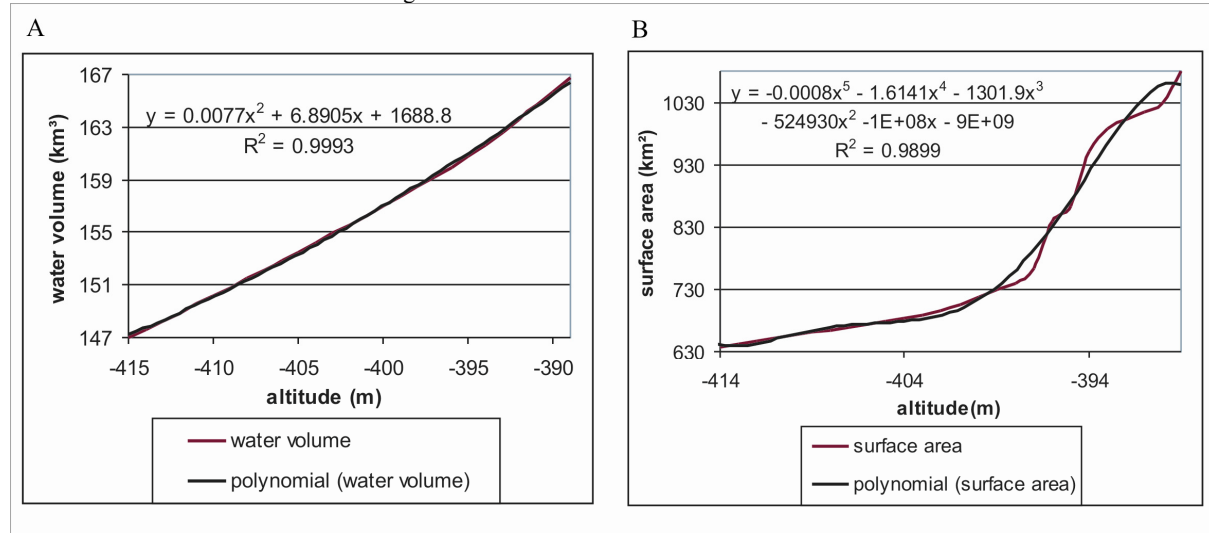 A
167
163
159
155
151
147
water volume (km³)
y = 0.0077x² + 6.8905x + 1688.8
R² = 0.9993
-415 -410 -405 -400 -395 -390
altitude (m)
water volume
polynomial (water volume)
B
1030
930
830
730
630
surface area (km²)
y = -0.0008x⁵ - 1.6141x⁴ - 1301.9x³
- 524930x² -1E+08x - 9E+09
R² = 0.9899
-414 -404 -394
altitude(m)
surface area
polynomial (surface area)